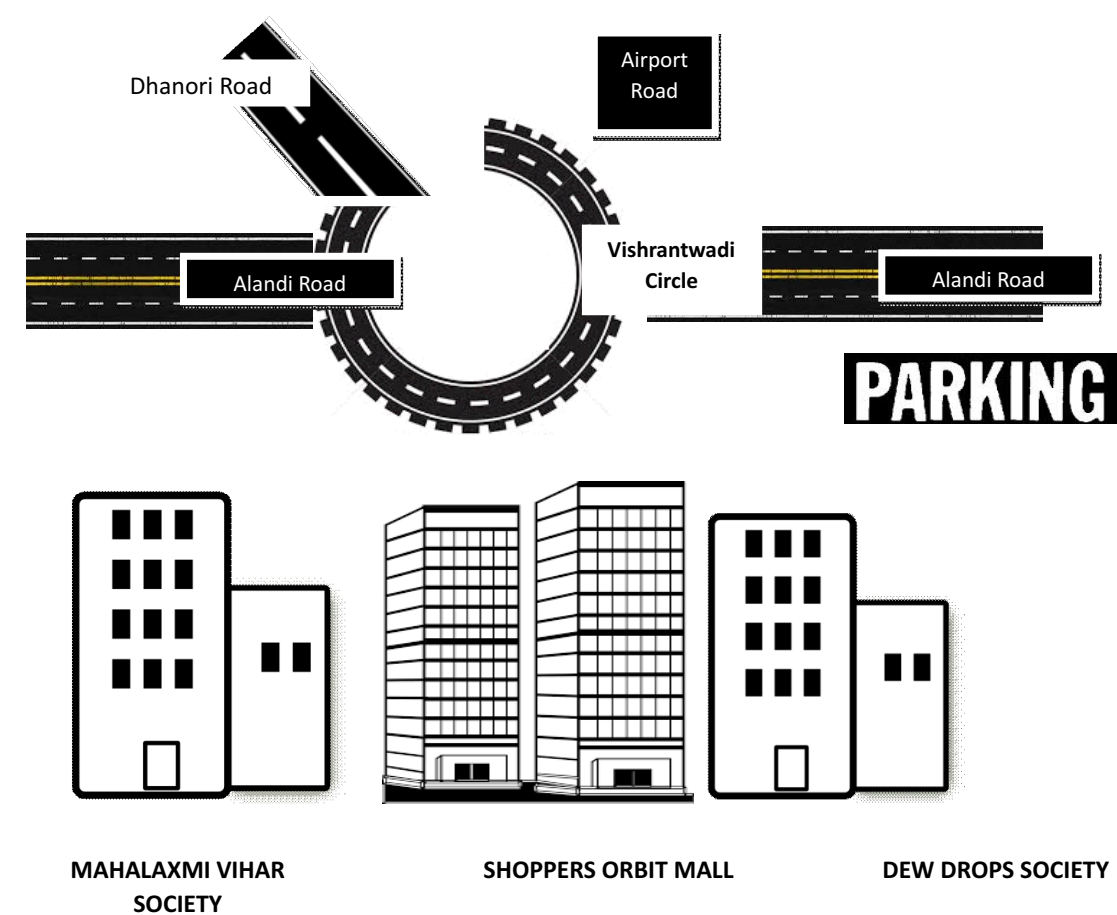 Airport
Road
Dhanori Road
Vishrantwadi
Circle
Alandi Road
Alandi Road
PARKING
MAHALAXMI VIHAR
SOCIETY
SHOPPERS ORBIT MALL
DEW DROPS SOCIETY